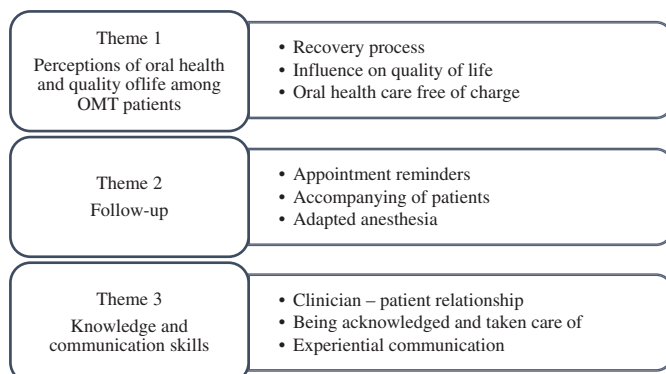 Theme 1
Perceptions of oral health
and quality oflife among
OMT patients
• Recovery process
• Influence on quality of life
• Oral health care free of charge
Theme 2
Follow-up
• Appointment reminders
• Accompanying of patients
• Adapted anesthesia
Theme 3
Knowledge and
communication skills
• Clinician – patient relationship
• Being acknowledged and taken care of
• Experiential communication